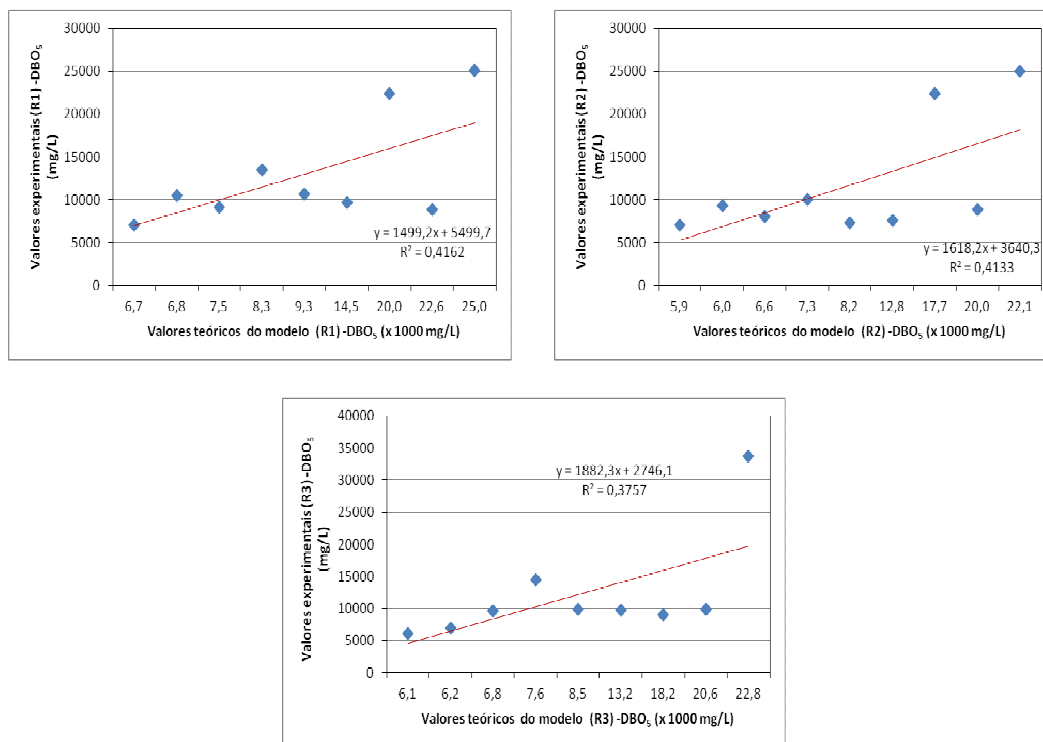 Valores experimentais (R1) -DBO₅
(mg/L)
30000
25000
20000
15000
10000
5000
0
y = 1499,2x + 5499,7
R² = 0,4162
6,7 6,8 7,5 8,3 9,3 14,5 20,0 22,6 25,0
Valores teóricos do modelo (R1) -DBO₅ (x 1000 mg/L)
Valores experimentais (R2) -DBO₅
(mg/L)
30000
25000
20000
15000
10000
5000
0
y = 1618,2x + 3640,3
R² = 0,4133
5,9 6,0 6,6 7,3 8,2 12,8 17,7 20,0 22,1
Valores teóricos do modelo (R2) -DBO₅ (x 1000 mg/L)
Valores experimentais (R3) -DBO₅
(mg/L)
40000
35000
30000
25000
20000
15000
10000
5000
0
y = 1882,3x + 2746,1
R² = 0,3757
6,1 6,2 6,8 7,6 8,5 13,2 18,2 20,6 22,8
Valores teóricos do modelo (R3) -DBO₅ (x 1000 mg/L)